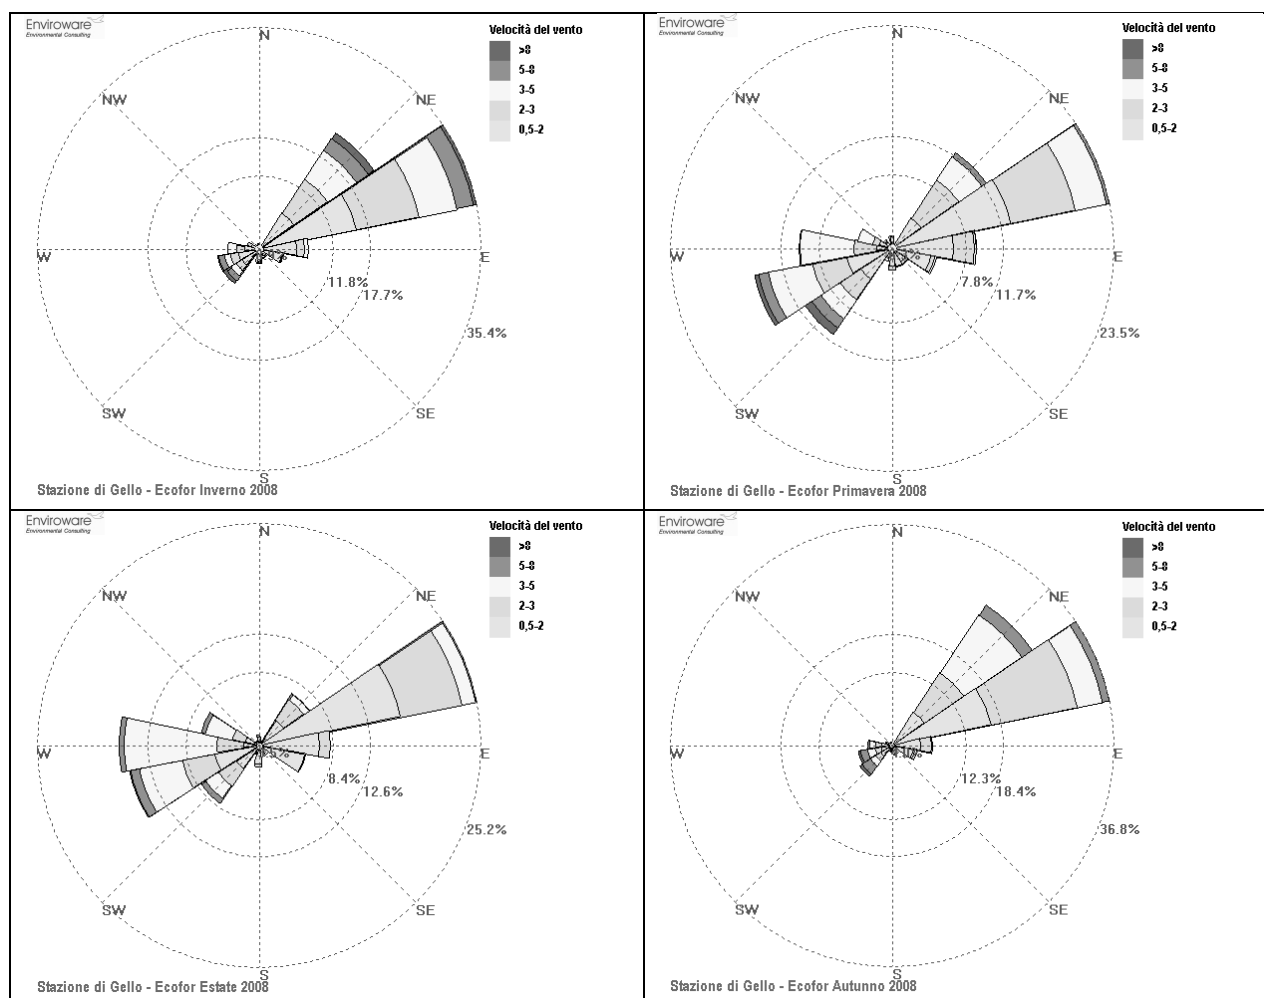 Enviroware
Environmental Consulting
N
NW
NE
W
E
SW
SE
S
11.8%
17.7%
35.4%
Velocità del vento
>8
5-8
3-5
2-3
0,5-2
Stazione di Gello - Ecofor Inverno 2008
Enviroware
Environmental Consulting
N
NW
NE
W
E
SW
SE
S
7.8%
11.7%
23.5%
Velocità del vento
>8
5-8
3-5
2-3
0,5-2
Stazione di Gello - Ecofor Primavera 2008
Enviroware
Environmental Consulting
N
NW
NE
W
E
SW
SE
S
8.4%
12.6%
25.2%
Velocità del vento
>8
5-8
3-5
2-3
0,5-2
Stazione di Gello - Ecofor Estate 2008
Enviroware
Environmental Consulting
N
NW
NE
W
E
SW
SE
S
12.3%
18.4%
36.8%
Velocità del vento
>8
5-8
3-5
2-3
0,5-2
Stazione di Gello - Ecofor Autunno 2008